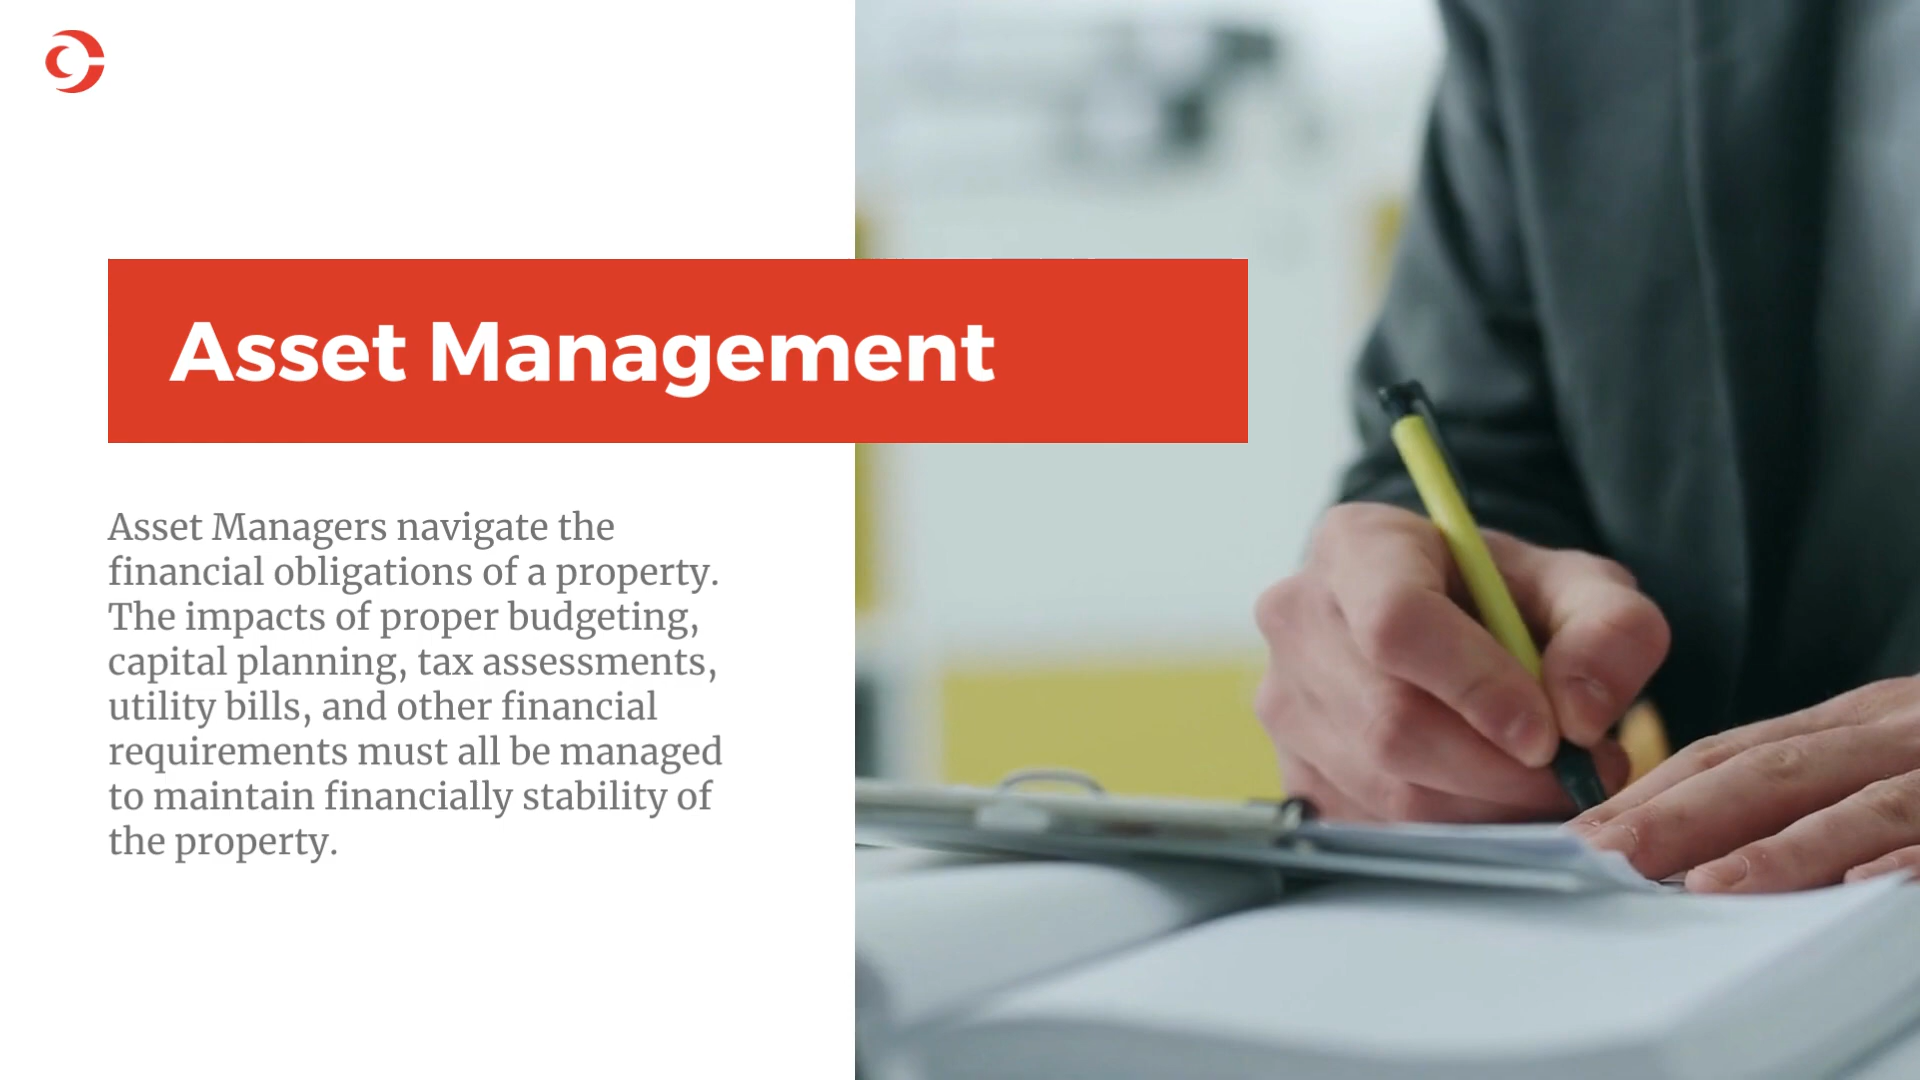 Asset Management
Asset Managers navigate the
financial obligations of a property.
The impacts of proper budgeting,
capital planning, tax assessments,
utility bills, and other financial
requirements must all be managed
to maintain financially stability of
the property.